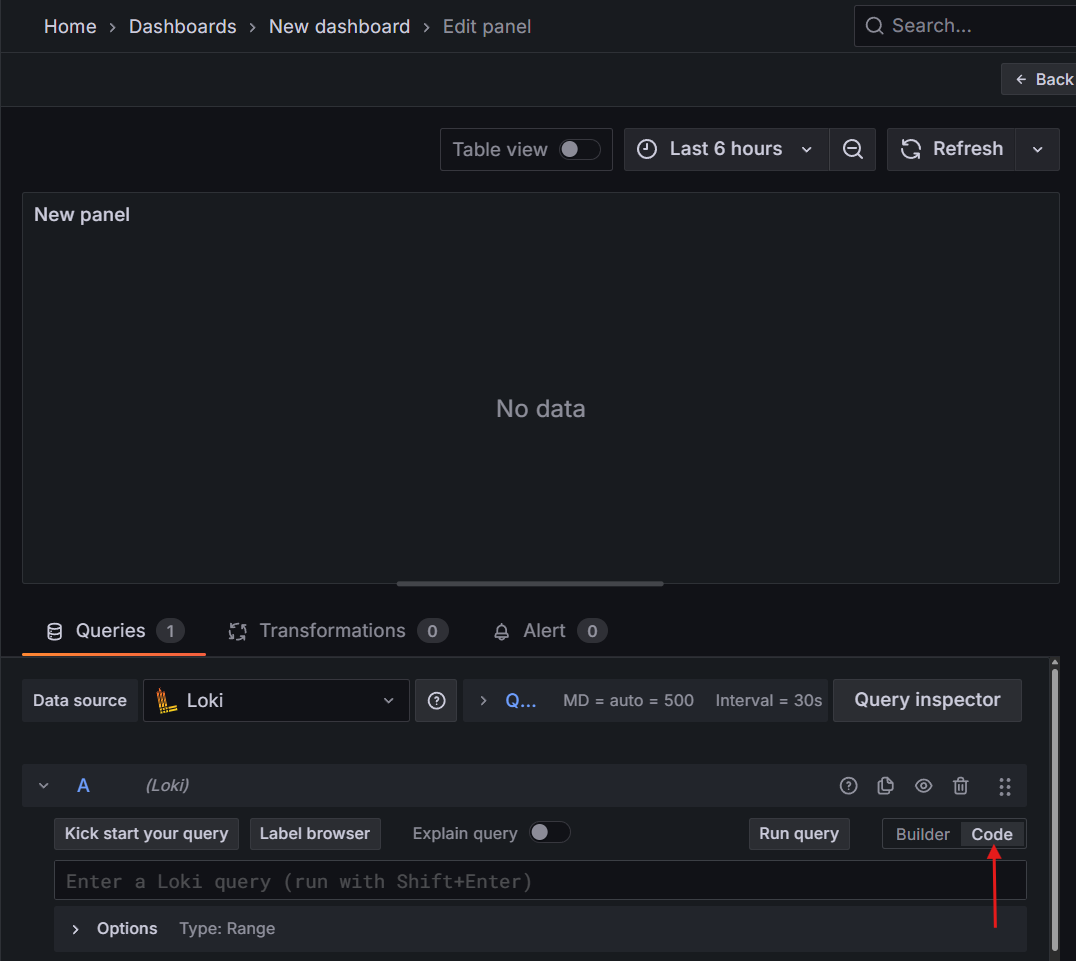 Home › Dashboards › New dashboard › Edit panel Search...
← Back
Table view Last 6 hours Refresh
New panel
No data
Queries 1 Transformations 0 Alert 0
Data source Loki Q... MD = auto = 500 Interval = 30s Query inspector
A (Loki)
Kick start your query Label browser Explain query Run query Builder Code
Enter a Loki query (run with Shift+Enter)
Options Type: Range